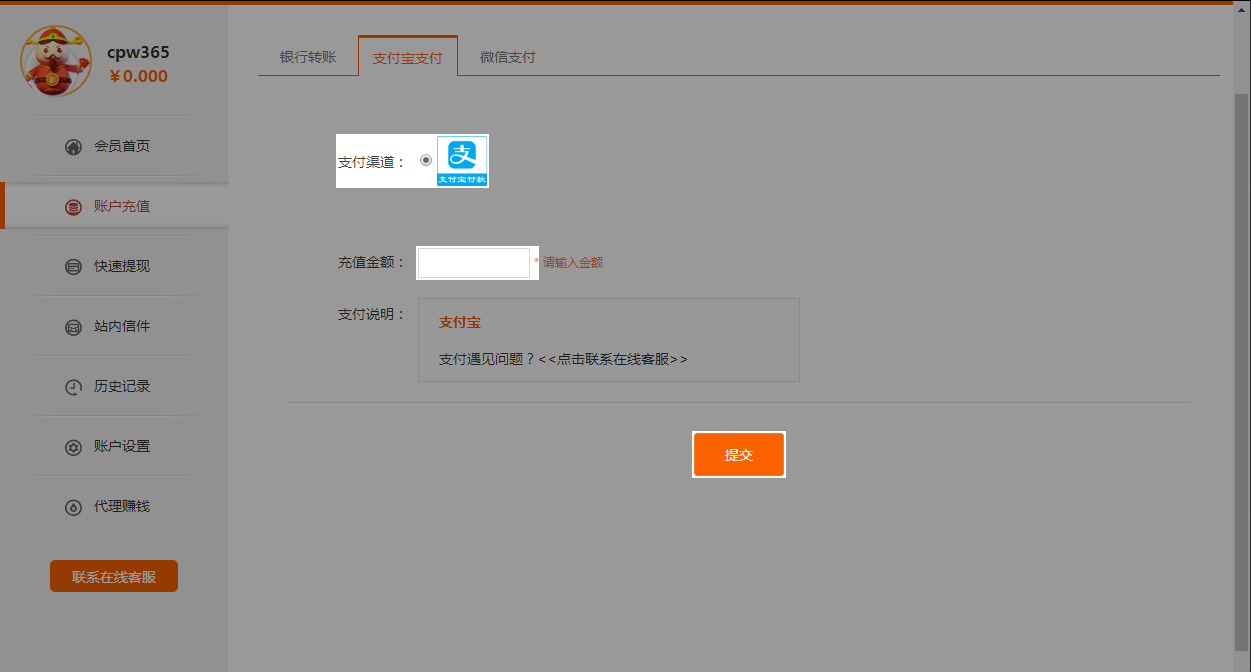 cpw365
¥0.000
会员首页
账户充值
快速提现
站内信件
历史记录
账户设置
代理赚钱
联系在线客服
银行转账
支付宝支付
微信支付
支付渠道：
支
支付宝付款
充值金额：
* 请输入金额
支付说明：
支付宝
支付遇见问题？<<点击联系在线客服>>
提交